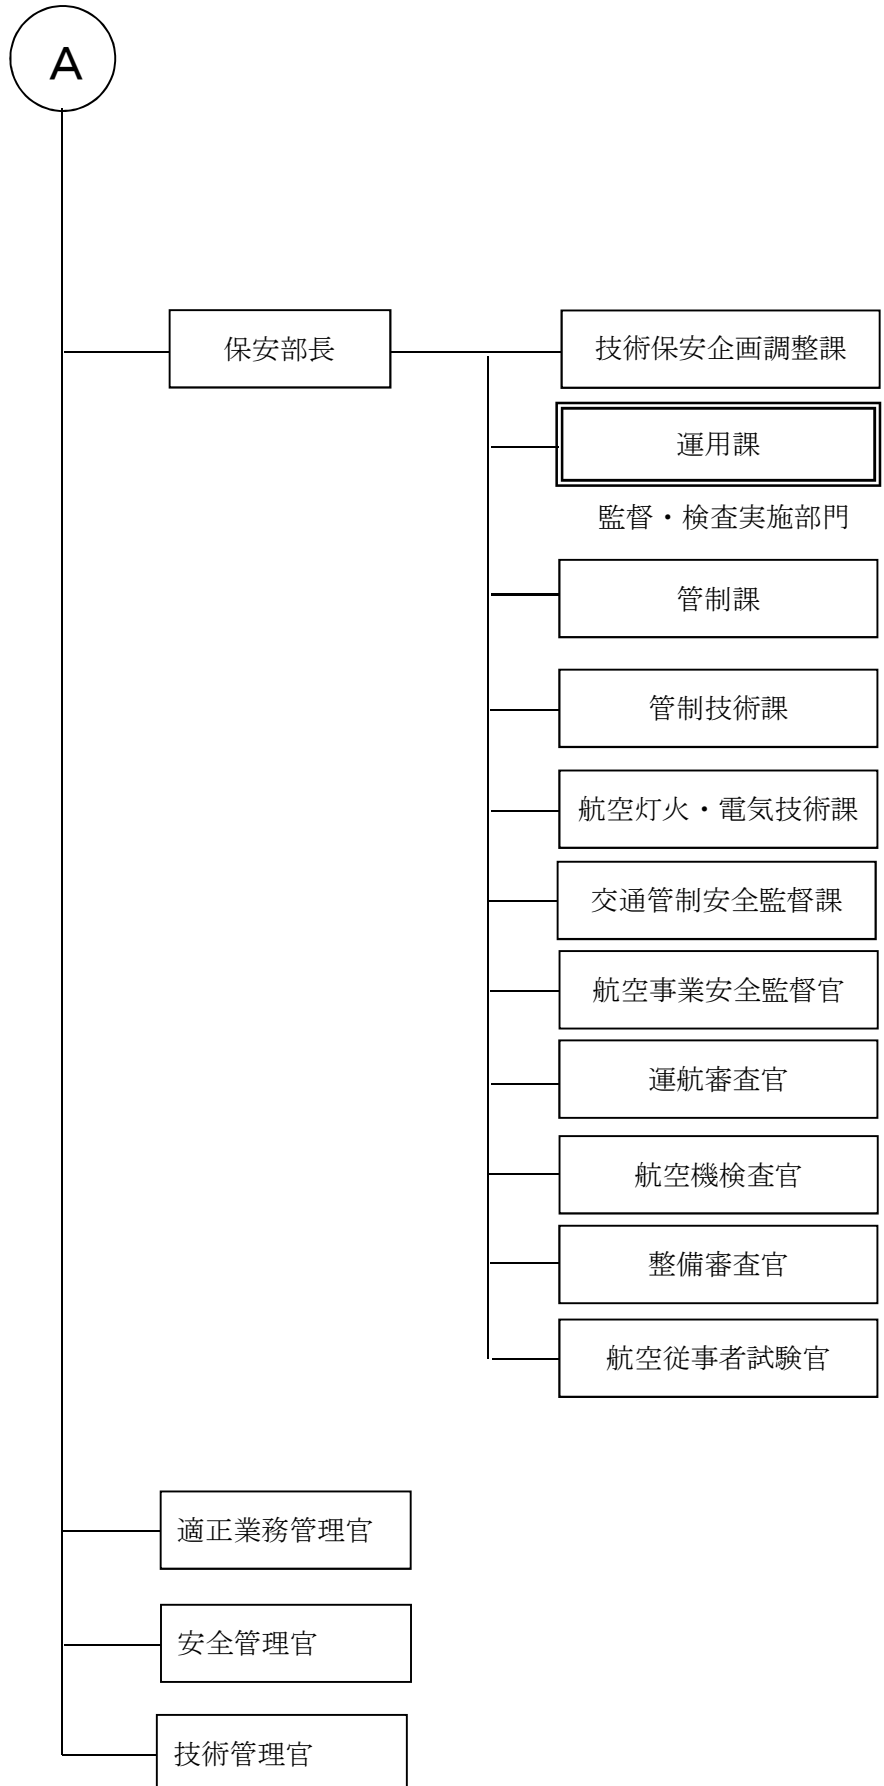 A
保安部長
技術保安企画調整課
運用課
監督・検査実施部門
管制課
管制技術課
航空灯火・電気技術課
交通管制安全監督課
航空事業安全監督官
運航審査官
航空機検査官
整備審査官
航空従事者試験官
適正業務管理官
安全管理官
技術管理官